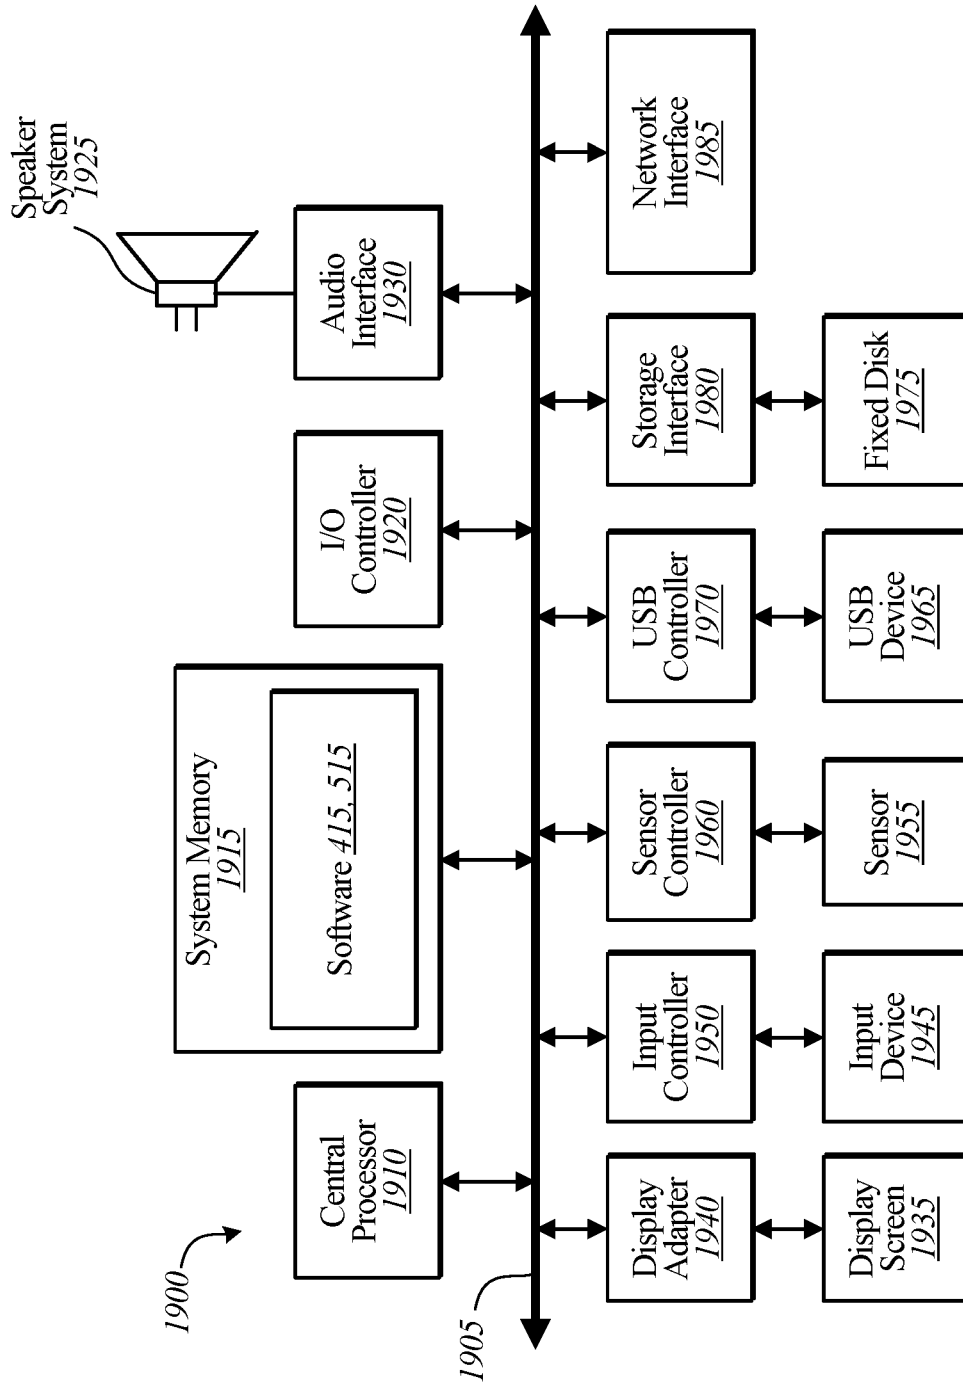 1900
Speaker
System
1925
Central
Processor
1910
System Memory
1915
Software 415, 515
I/O
Controller
1920
Audio
Interface
1930
1905
Display
Adapter
1940
Input
Controller
1950
Sensor
Controller
1960
USB
Controller
1970
Storage
Interface
1980
Network
Interface
1985
Display
Screen
1935
Input
Device
1945
Sensor
1955
USB
Device
1965
Fixed Disk
1975